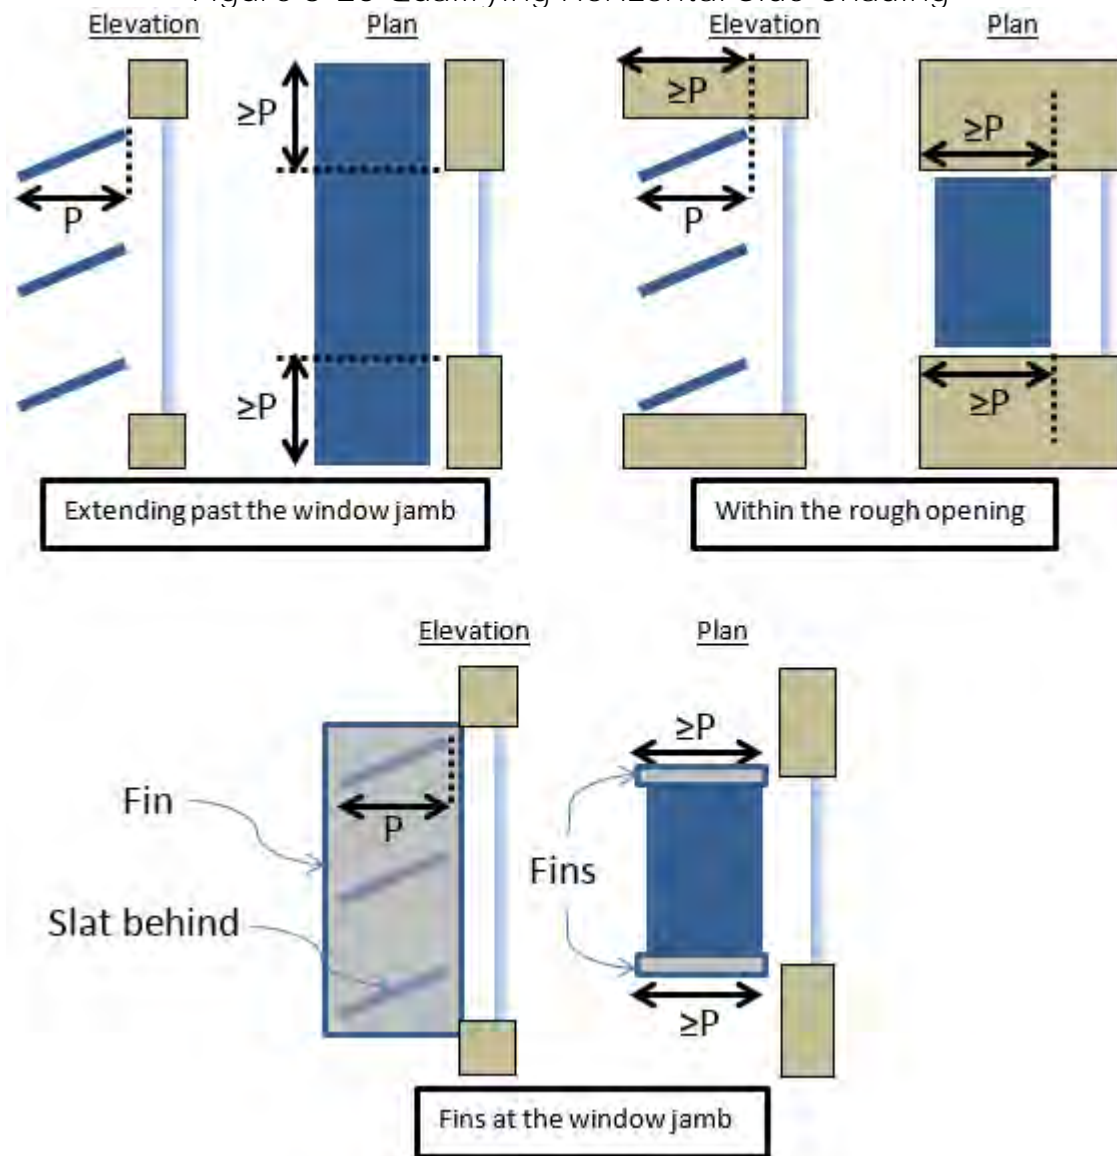 Elevation
Plan
Elevation
Plan
≥P
P
≥P
≥P
P
≥P
≥P
Extending past the window jamb
Within the rough opening
Elevation
Plan
≥P
Fin
P
Fins
Slat behind
≥P
Fins at the window jamb